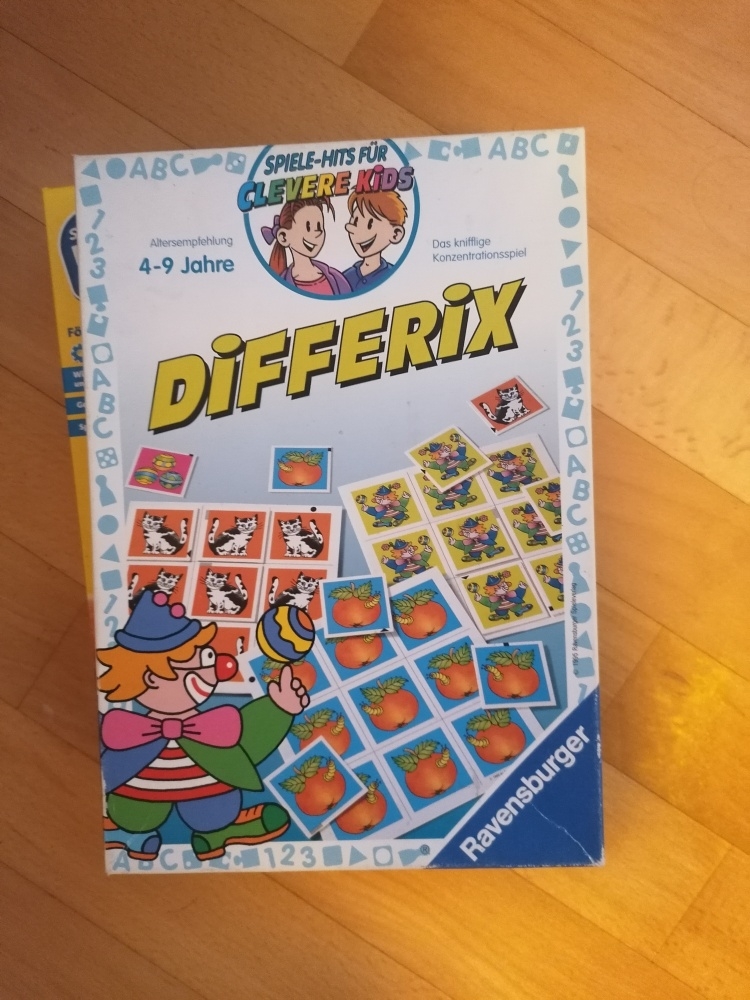 SPIELE-HITS FÜR
CLEVERE KiDS
Altersempfehlung
4-9 Jahre
Das knifflige
Konzentrationsspiel
DiFFERiX
Ravensburger
ABC
ABC
123
ABC
123
ABC
ABC
123
®